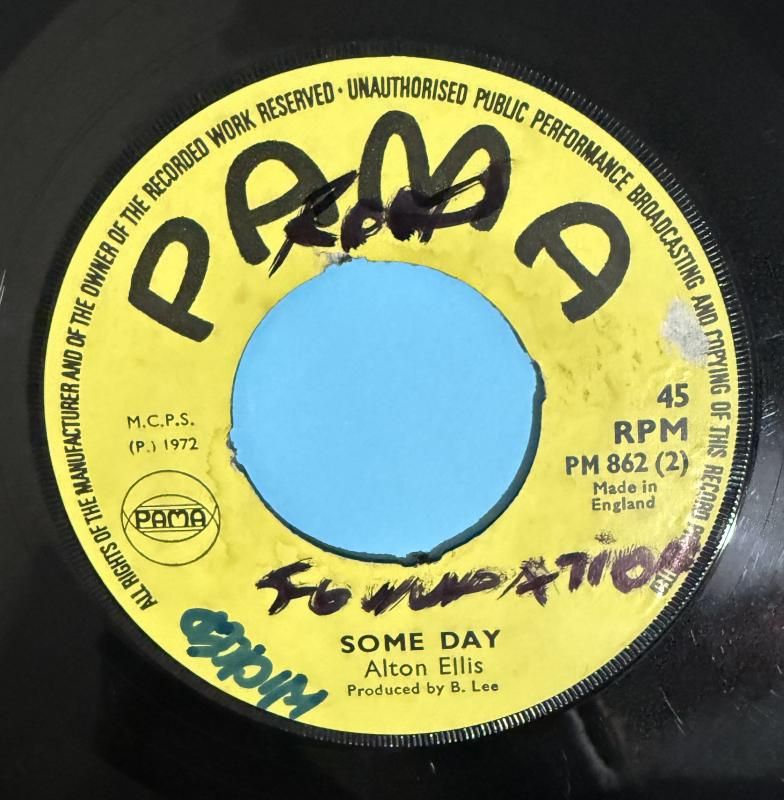 ALL RIGHTS OF THE MANUFACTURER AND OF THE OWNER OF THE RECORDED WORK RESERVED · UNAUTHORISED PUBLIC PERFORMANCE BROADCASTING AND COPYING OF THIS RECORD
PAMA
M.C.P.S.
(P.) 1972
PAMA
45
RPM
PM 862 (2)
Made in
England
FOUNDATION
WICKED
SOME DAY
Alton Ellis
Produced by B. Lee